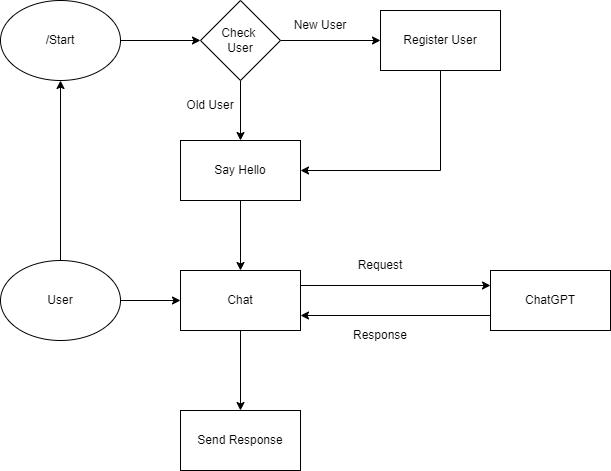 /Start
Check
User
New User
Register User
Old User
Say Hello
Request
User
Chat
ChatGPT
Response
Send Response